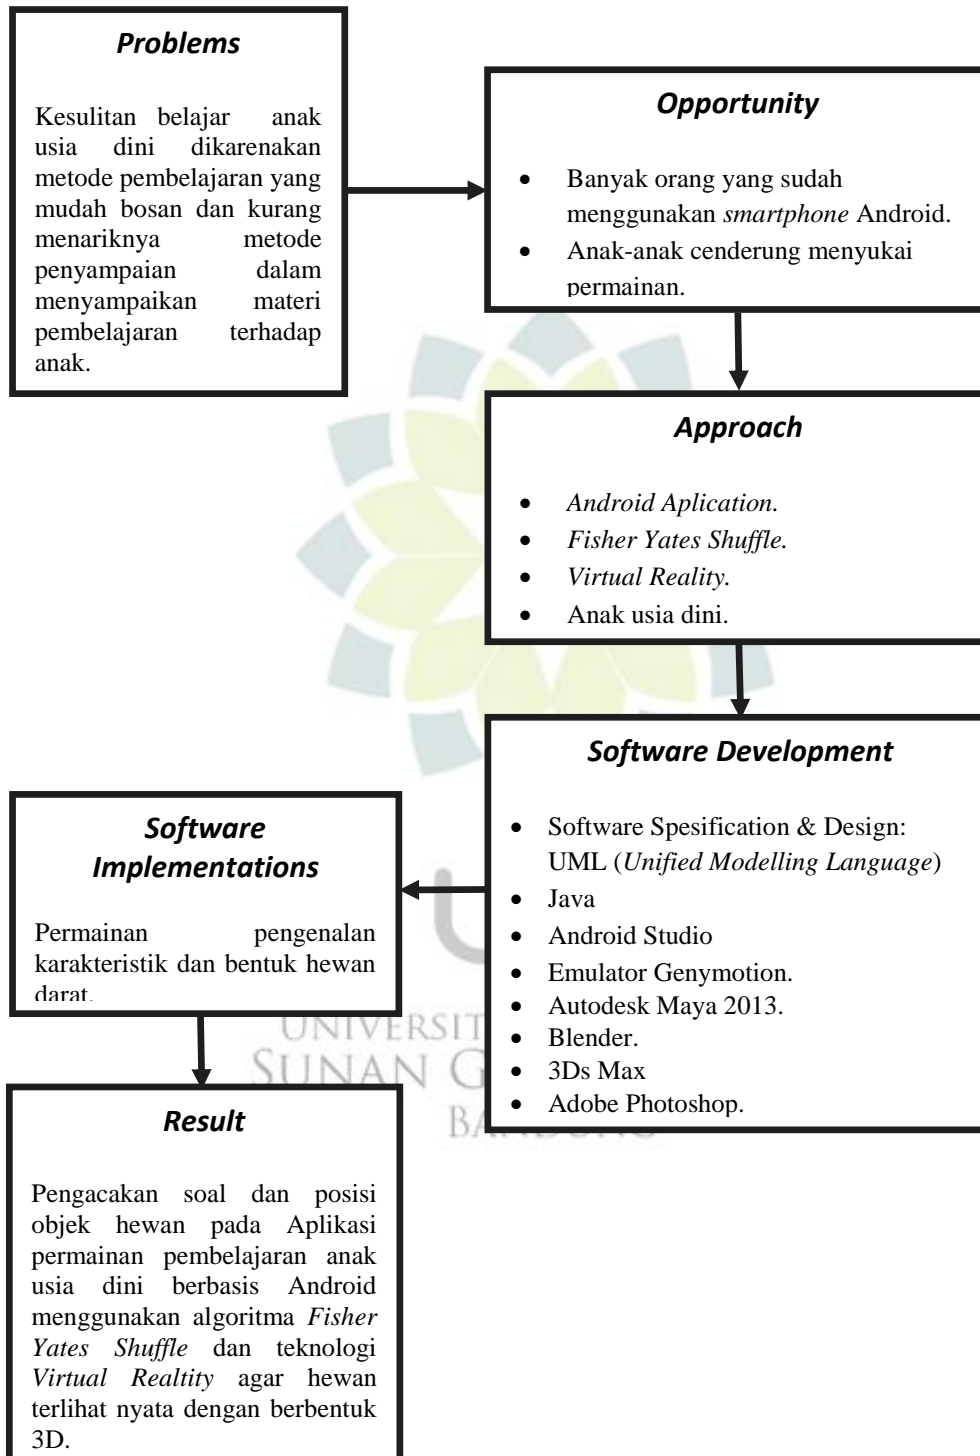 Problems
Kesulitan belajar anak
usia dini dikarenakan
metode pembelajaran yang
mudah bosan dan kurang
menariknya metode
penyampaian dalam
menyampaikan materi
pembelajaran terhadap
anak.
Opportunity
• Banyak orang yang sudah
menggunakan smartphone Android.
• Anak-anak cenderung menyukai
permainan.
Approach
• Android Aplication.
• Fisher Yates Shuffle.
• Virtual Reality.
• Anak usia dini.
Software Development
• Software Spesification & Design:
UML (Unified Modelling Language)
• Java
• Android Studio
• Emulator Genymotion.
• Autodesk Maya 2013.
• Blender.
• 3Ds Max
• Adobe Photoshop.
Software
Implementations
Permainan pengenalan
karakteristik dan bentuk hewan
darat.
Result
Pengacakan soal dan posisi
objek hewan pada Aplikasi
permainan pembelajaran anak
usia dini berbasis Android
menggunakan algoritma Fisher
Yates Shuffle dan teknologi
Virtual Realtity agar hewan
terlihat nyata dengan berbentuk
3D.
SUNAN